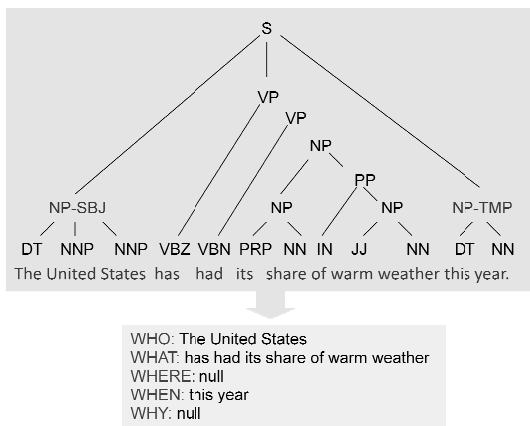 S
VP
VP
NP
PP
NP-SBJ NP NP NP-TMP
DT NNP NNP VBZ VBN PRP NN IN JJ NN DT NN
The United States has had its share of warm weather this year.
WHO: The United States
WHAT: has had its share of warm weather
WHERE: null
WHEN: this year
WHY: null